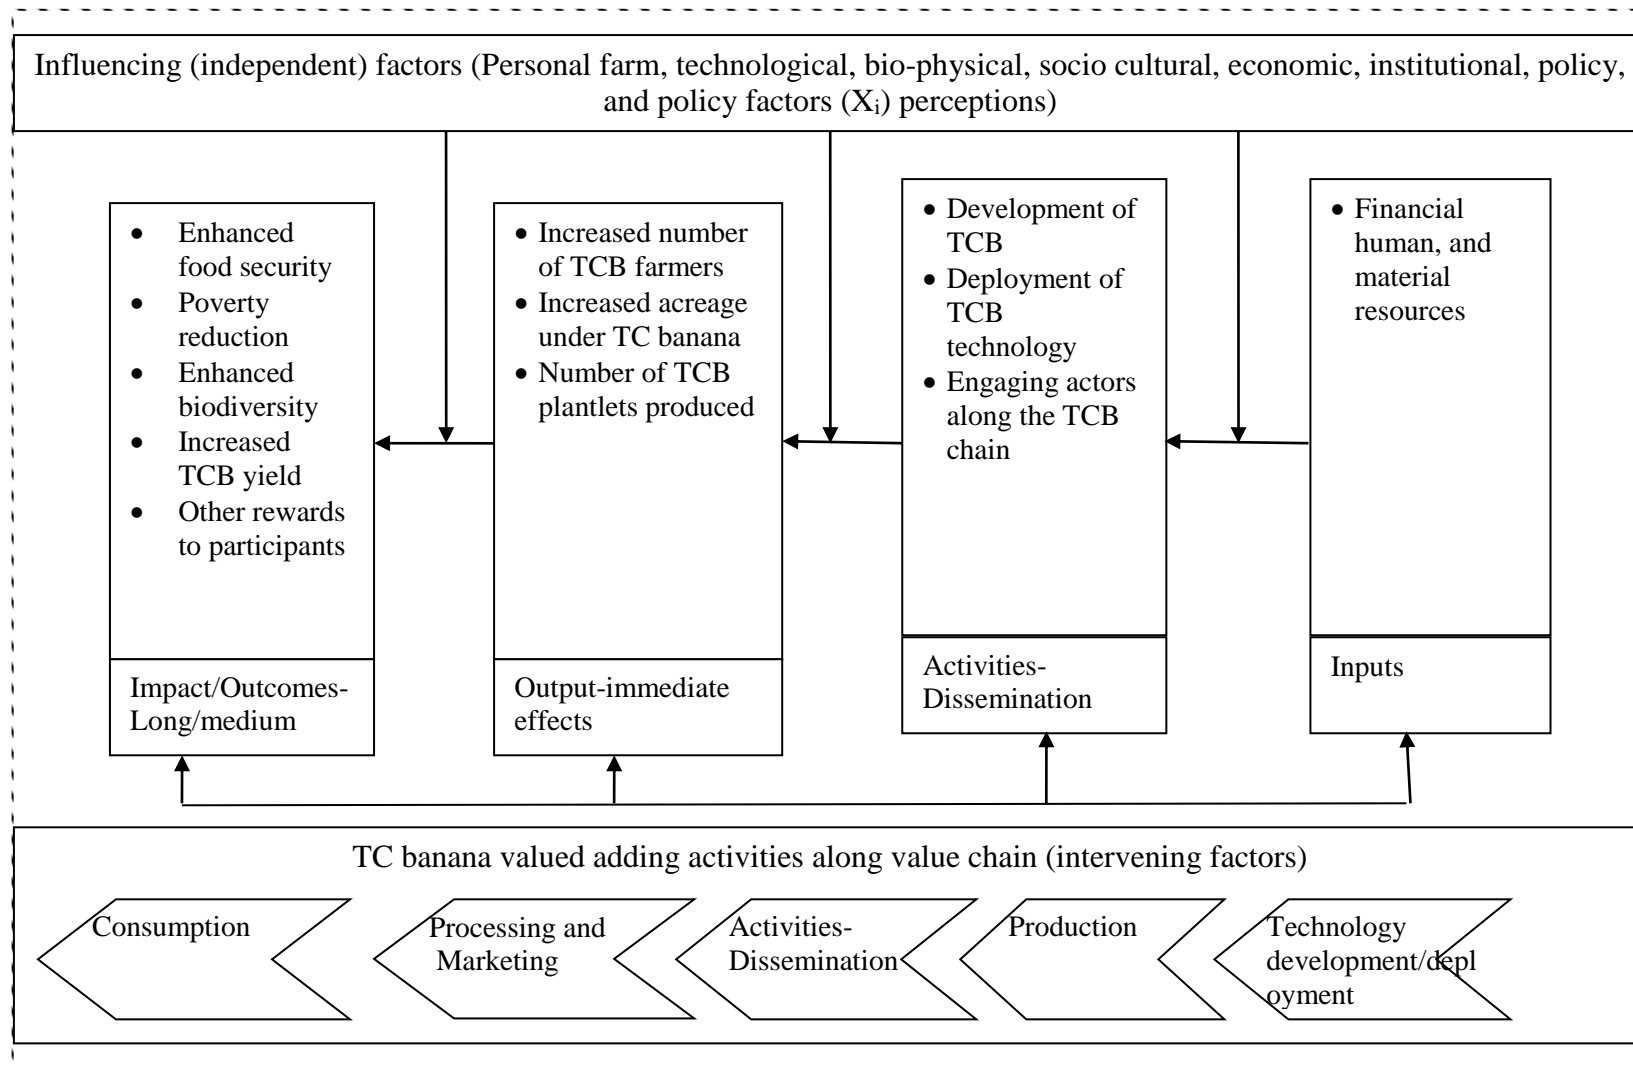 Influencing (independent) factors (Personal farm, technological, bio-physical, socio cultural, economic, institutional, policy,
and policy factors (Xi) perceptions)
• Enhanced
food security
• Poverty
reduction
• Enhanced
biodiversity
• Increased
TCB yield
• Other rewards
to participants
Impact/Outcomes-
Long/medium
• Increased number
of TCB farmers
• Increased acreage
under TC banana
• Number of TCB
plantlets produced
Output-immediate
effects
• Development of
TCB
• Deployment of
TCB
technology
• Engaging actors
along the TCB
chain
Activities-
Dissemination
• Financial
human, and
material
resources
Inputs
TC banana valued adding activities along value chain (intervening factors)
Consumption
Processing and
Marketing
Activities-
Dissemination
Production
Technology
development/depl
oyment